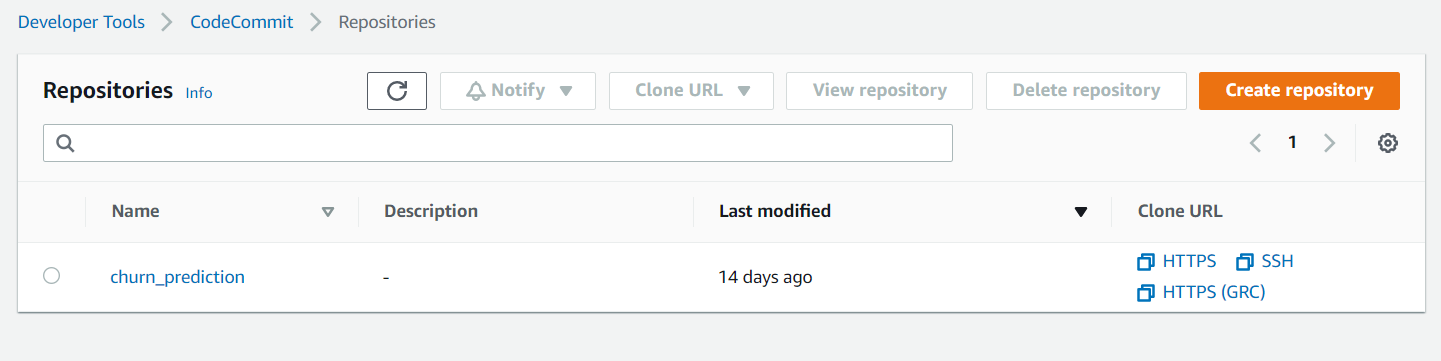 Developer Tools > CodeCommit > Repositories
Repositories Info Notify Clone URL View repository Delete repository Create repository
1
Name Description Last modified Clone URL
churn_prediction - 14 days ago HTTPS SSH
HTTPS (GRC)